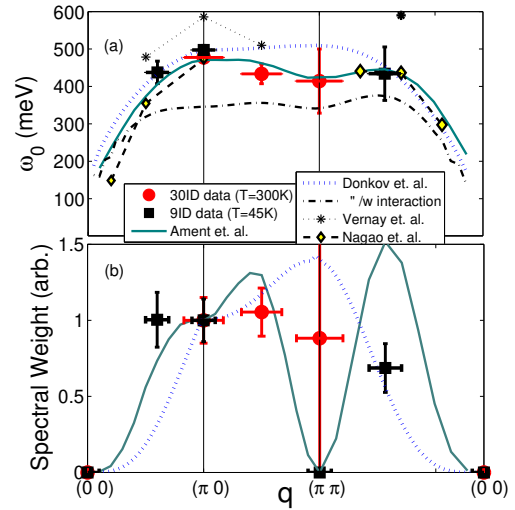 600
(a)
500
400
300
200
100
ω₀ (meV)
30ID data (T=300K)
9ID data (T=45K)
Ament et. al.
Donkov et. al.
" /w interaction
Vernay et. al.
Nagao et. al.
1.5
(b)
1
0.5
0
Spectral Weight (arb.)
(0 0)
(π 0)
(π π)
(0 0)
q